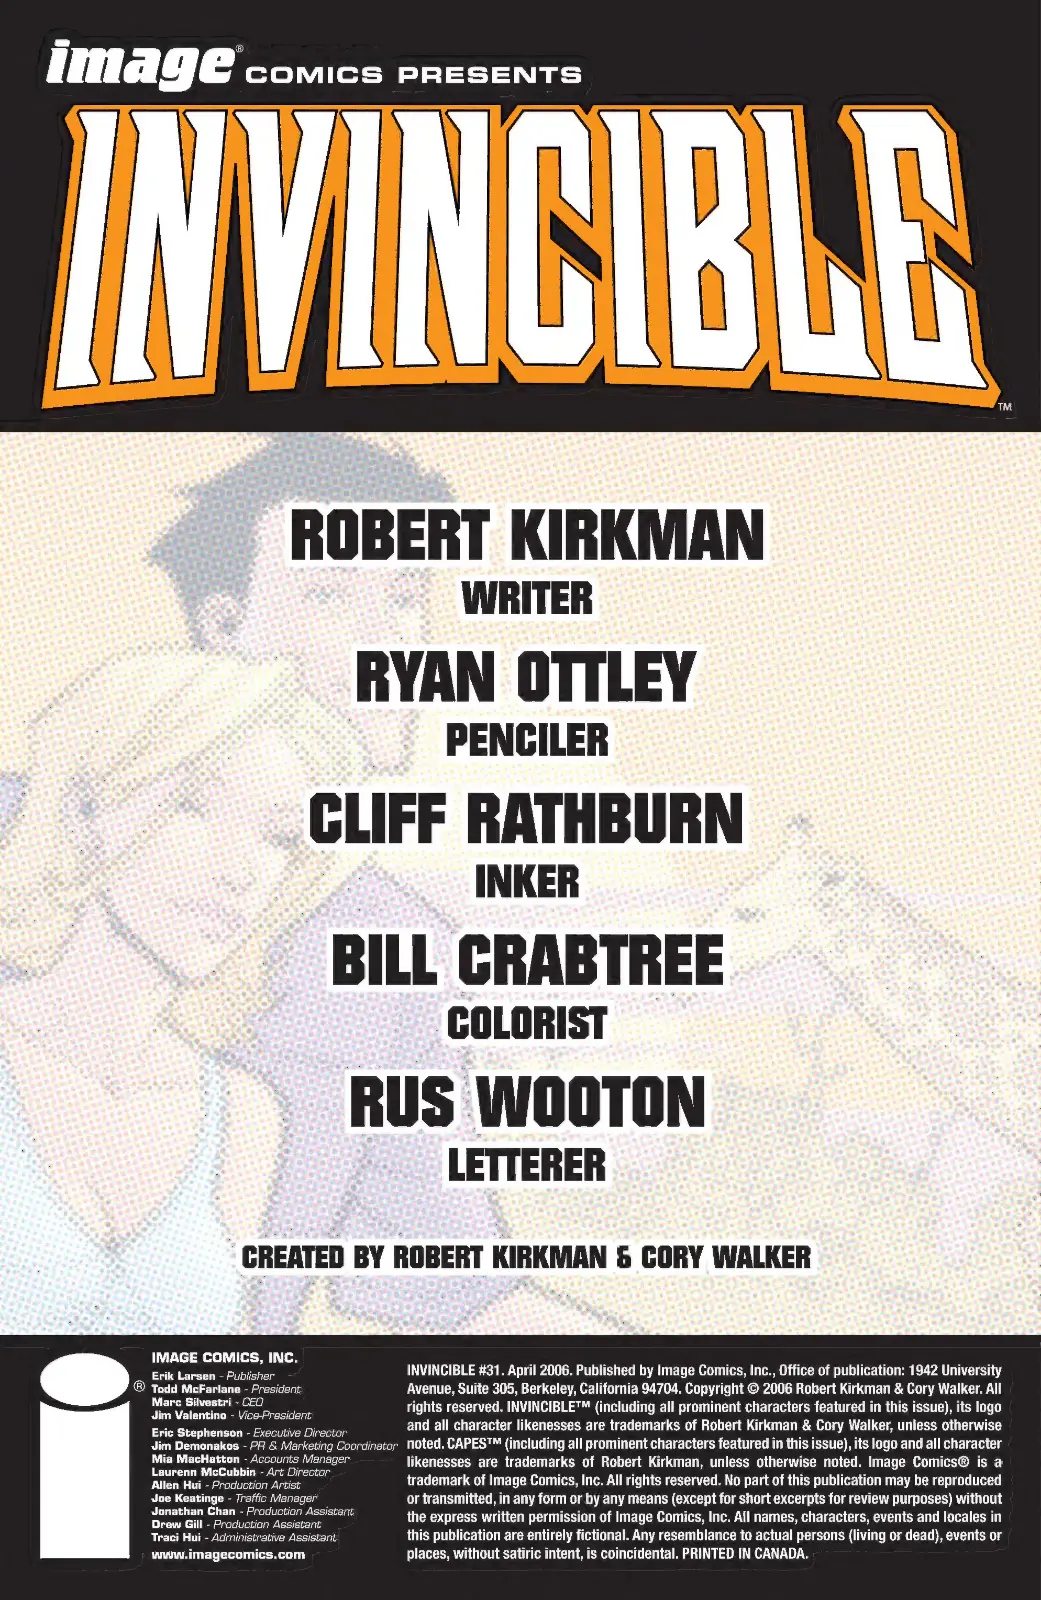 image® COMICS PRESENTS
INVINCIBLE™
ROBERT KIRKMAN
WRITER
RYAN OTTLEY
PENCILER
CLIFF RATHBURN
INKER
BILL CRABTREE
COLORIST
RUS WOOTON
LETTERER
CREATED BY ROBERT KIRKMAN & CORY WALKER
®
IMAGE COMICS, INC.
Erik Larsen - Publisher
Todd McFarlane - President
Marc Silvestri - CEO
Jim Valentino - Vice-President
Eric Stephenson - Executive Director
Jim Demonakos - PR & Marketing Coordinator
Mia MacHatton - Accounts Manager
Laurenn McCubbin - Art Director
Allen Hui - Production Artist
Joe Keatinge - Traffic Manager
Jonathan Chan - Production Assistant
Drew Gill - Production Assistant
Traci Hui - Administrative Assistant
www.imagecomics.com
INVINCIBLE #31. April 2006. Published by Image Comics, Inc., Office of publication: 1942 University
Avenue, Suite 305, Berkeley, California 94704. Copyright © 2006 Robert Kirkman & Cory Walker. All
rights reserved. INVINCIBLE™ (including all prominent characters featured in this issue), its logo
and all character likenesses are trademarks of Robert Kirkman & Cory Walker, unless otherwise
noted. CAPES™ (including all prominent characters featured in this issue), its logo and all character
likenesses are trademarks of Robert Kirkman, unless otherwise noted. Image Comics® is a
trademark of Image Comics, Inc. All rights reserved. No part of this publication may be reproduced
or transmitted, in any form or by any means (except for short excerpts for review purposes) without
the express written permission of Image Comics, Inc. All names, characters, events and locales in
this publication are entirely fictional. Any resemblance to actual persons (living or dead), events or
places, without satiric intent, is coincidental. PRINTED IN CANADA.